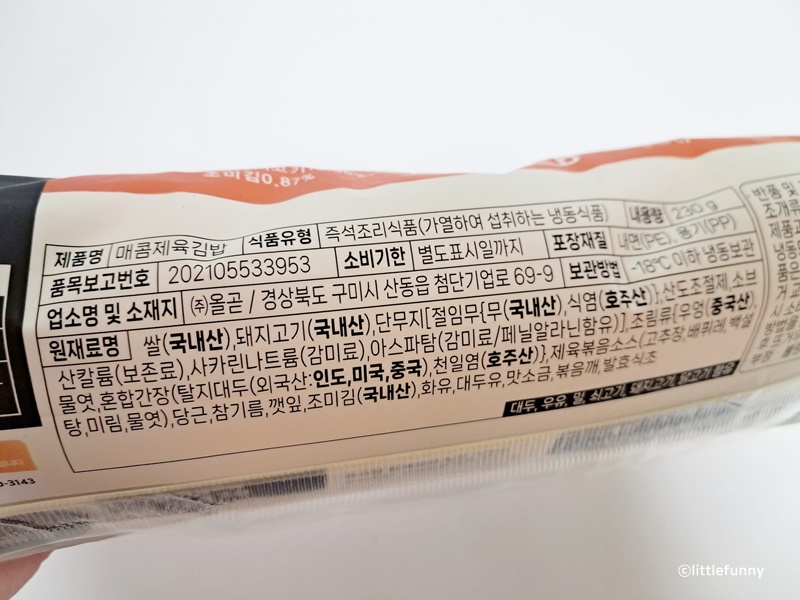 조미김0.87%
제품명 매콤제육김밥 식품유형 즉석조리식품(가열하여 섭취하는 냉동식품) 내용량 230 g
품목보고번호 202105533953 소비기한 별도표시일까지 포장재질 내면(PE), 용기(PP)
업소명 및 소재지 ㈜올곧 / 경상북도 구미시 산동읍 첨단기업로 69-9 보관방법 -18℃ 이하 냉동보관
원재료명 쌀(국내산),돼지고기(국내산),단무지[절임무{무(국내산),식염(호주산)},산도조절제,소브
산칼륨(보존료),사카린나트륨(감미료),아스파탐(감미료/페닐알라닌함유)],조림류(우엉(중국산)
물엿,혼합간장(탈지대두(외국산:인도,미국,중국),천일염(호주산)},제육볶음소스(고추장,배퓌레,백설
탕,미림,물엿),당근,참기름,깻잎,조미김(국내산),화유,대두유,맛소금,볶음깨,발효식초
대두, 우유, 밀, 쇠고기, 돼지고기, 닭고기 함유
반품 및
3143
©littlefunny